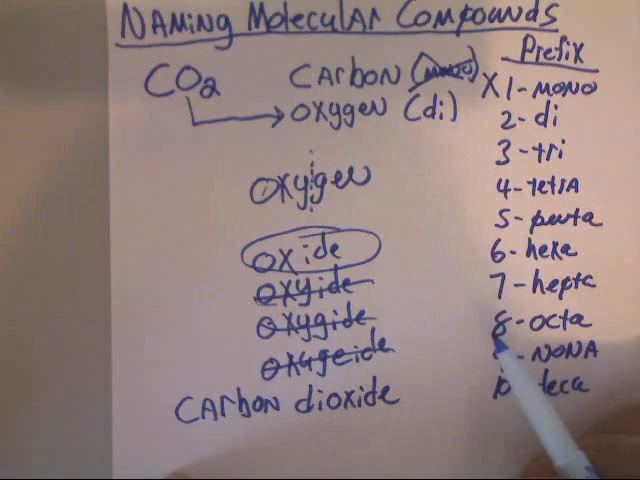 NAMING MOLECULAR COMPOUNDS
Prefix
CO2 CARBON (mono)
OXYGEN (di)
X 1-MONO
2-di
3-tri
4-tetrA
5-penta
6-hexa
7-hepta
8-octa
-NONA
10
OXYGEN
OXide
OXYide
OXYgide
OXYgeide
CARBON dioxide